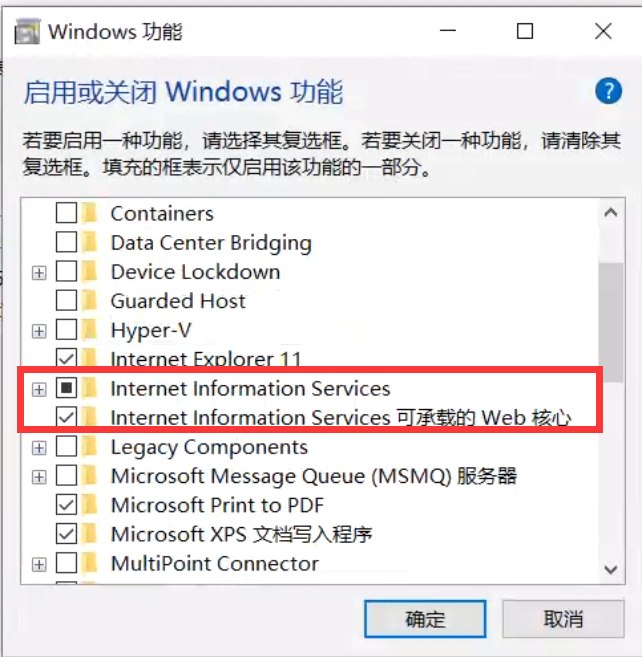 Windows 功能
启用或关闭 Windows 功能
?
若要启用一种功能，请选择其复选框。若要关闭一种功能，请清除其
复选框。填充的框表示仅启用该功能的一部分。
Containers
Data Center Bridging
Device Lockdown
Guarded Host
Hyper-V
Internet Explorer 11
Internet Information Services
Internet Information Services 可承载的 Web 核心
Legacy Components
Microsoft Message Queue (MSMQ) 服务器
Microsoft Print to PDF
Microsoft XPS 文档写入程序
MultiPoint Connector
确定
取消